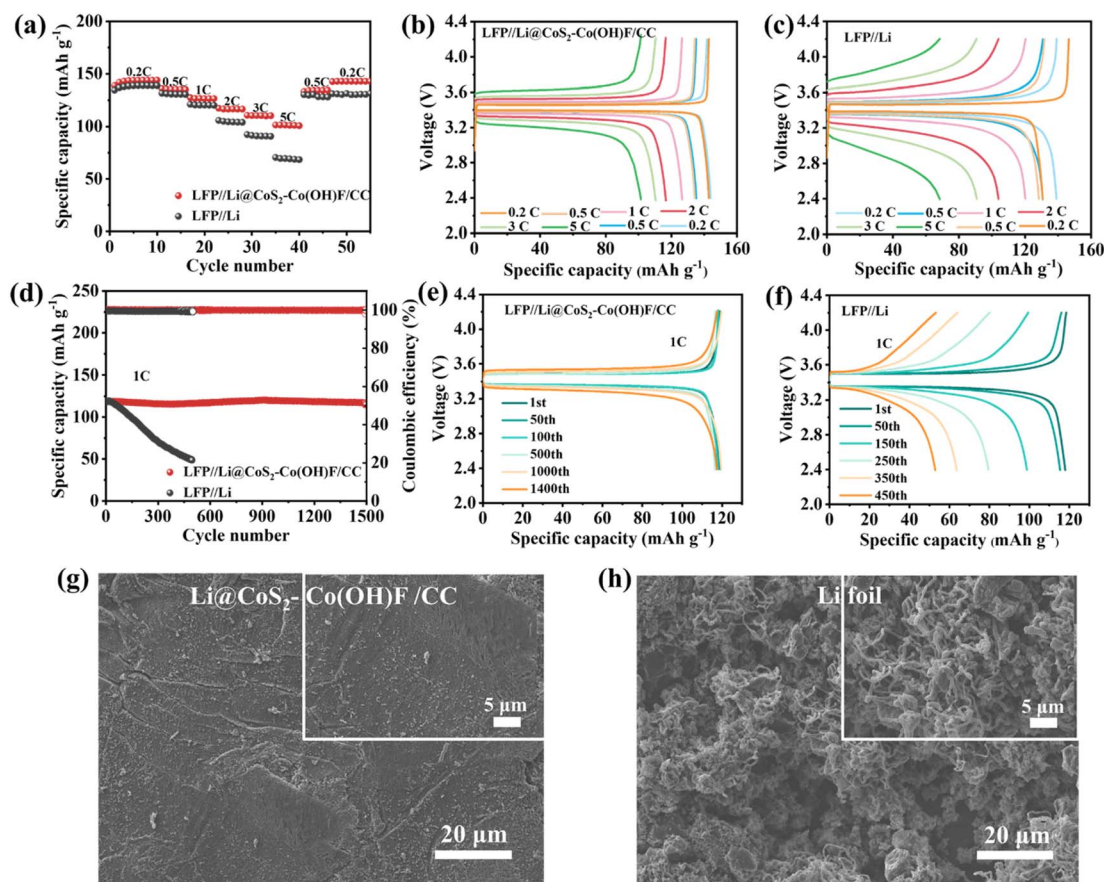 (a)
200
150
100
50
0
0 10 20 30 40 50
0.2C 0.5C 1C 2C 3C 5C 0.5C 0.2C
LFP//Li@CoS2-Co(OH)F/CC
LFP//Li
Specific capacity (mAh g-1)
Cycle number
(b)
LFP//Li@CoS2-Co(OH)F/CC
4.4
4.0
3.6
3.2
2.8
2.4
2.0
0 40 80 120 160
0.2 C 0.5 C 1 C 2 C
3 C 5 C 0.5 C 0.2 C
Voltage (V)
Specific capacity (mAh g-1)
(c)
LFP//Li
4.4
4.0
3.6
3.2
2.8
2.4
2.0
0 40 80 120 160
0.2 C 0.5 C 1 C 2 C
3 C 5 C 0.5 C 0.2 C
Voltage (V)
Specific capacity (mAh g-1)
(d)
250
200
150
100
50
0
0 300 600 900 1200 1500
100
80
60
40
20
0
1C
LFP//Li@CoS2-Co(OH)F/CC
LFP//Li
Specific capacity (mAh g-1)
Coulombic efficiency (%)
Cycle number
(e)
LFP//Li@CoS2-Co(OH)F/CC
1C
4.4
4.0
3.6
3.2
2.8
2.4
2.0
0 20 40 60 80 100 120
1st
50th
100th
500th
1000th
1400th
Voltage (V)
Specific capacity (mAh g-1)
(f)
LFP//Li
1C
4.4
4.0
3.6
3.2
2.8
2.4
2.0
0 20 40 60 80 100 120
1st
50th
150th
250th
350th
450th
Voltage (V)
Specific capacity (mAh g-1)
(g)
Li@CoS2- Co(OH)F /CC
5 μm
20 μm
(h)
Li foil
5 μm
20 μm